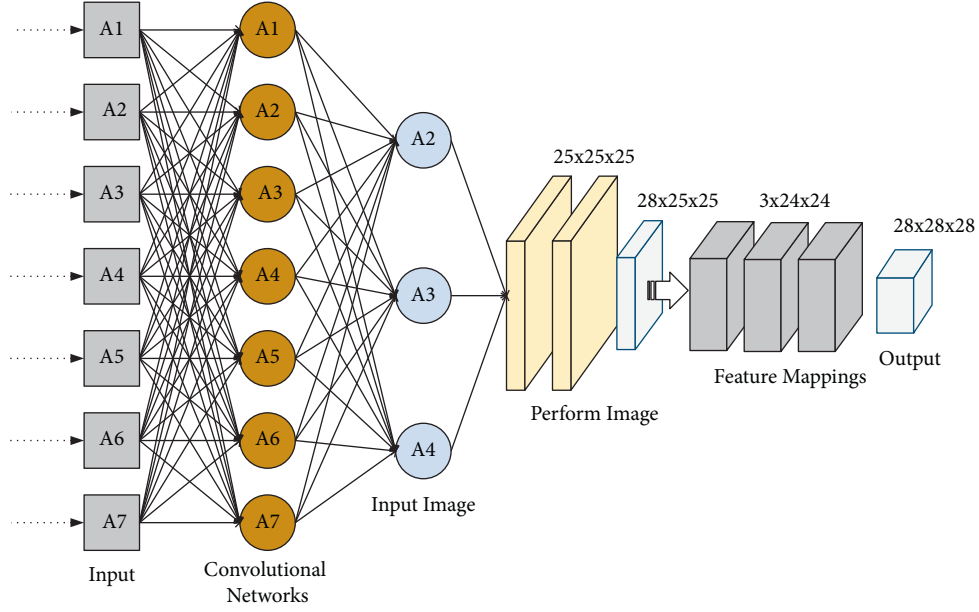 A1
A2
A3
A4
A5
A6
A7
Input
A1
A2
A3
A4
A5
A6
A7
Convolutional
Networks
A2
A3
A4
Input Image
25x25x25
Perform Image
28x25x25
3x24x24
Feature Mappings
28x28x28
Output